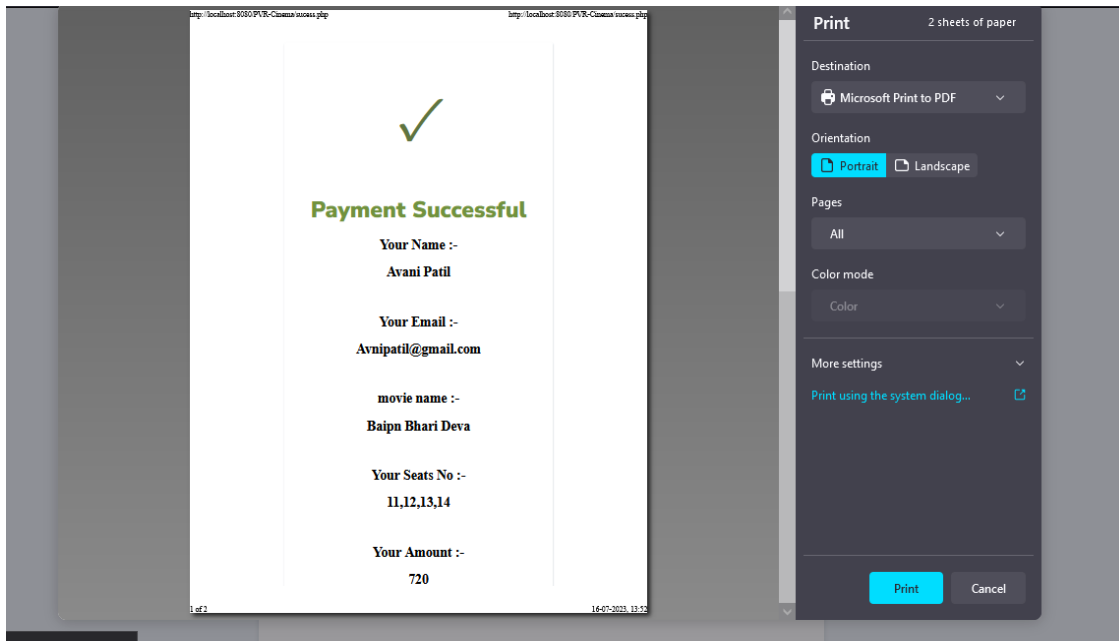 http://localhost:8080/PVR-Cinema/sucess.php http://localhost:8080/PVR-Cinema/sucess.php
Payment Successful
Your Name :-
Avani Patil
Your Email :-
Avnipatil@gmail.com
movie name :-
Baipn Bhari Deva
Your Seats No :-
11,12,13,14
Your Amount :-
720
1 of 2 16-07-2023, 13:52
Print 2 sheets of paper
Destination
Microsoft Print to PDF
Orientation
Portrait Landscape
Pages
All
Color mode
Color
More settings
Print using the system dialog...
Print Cancel